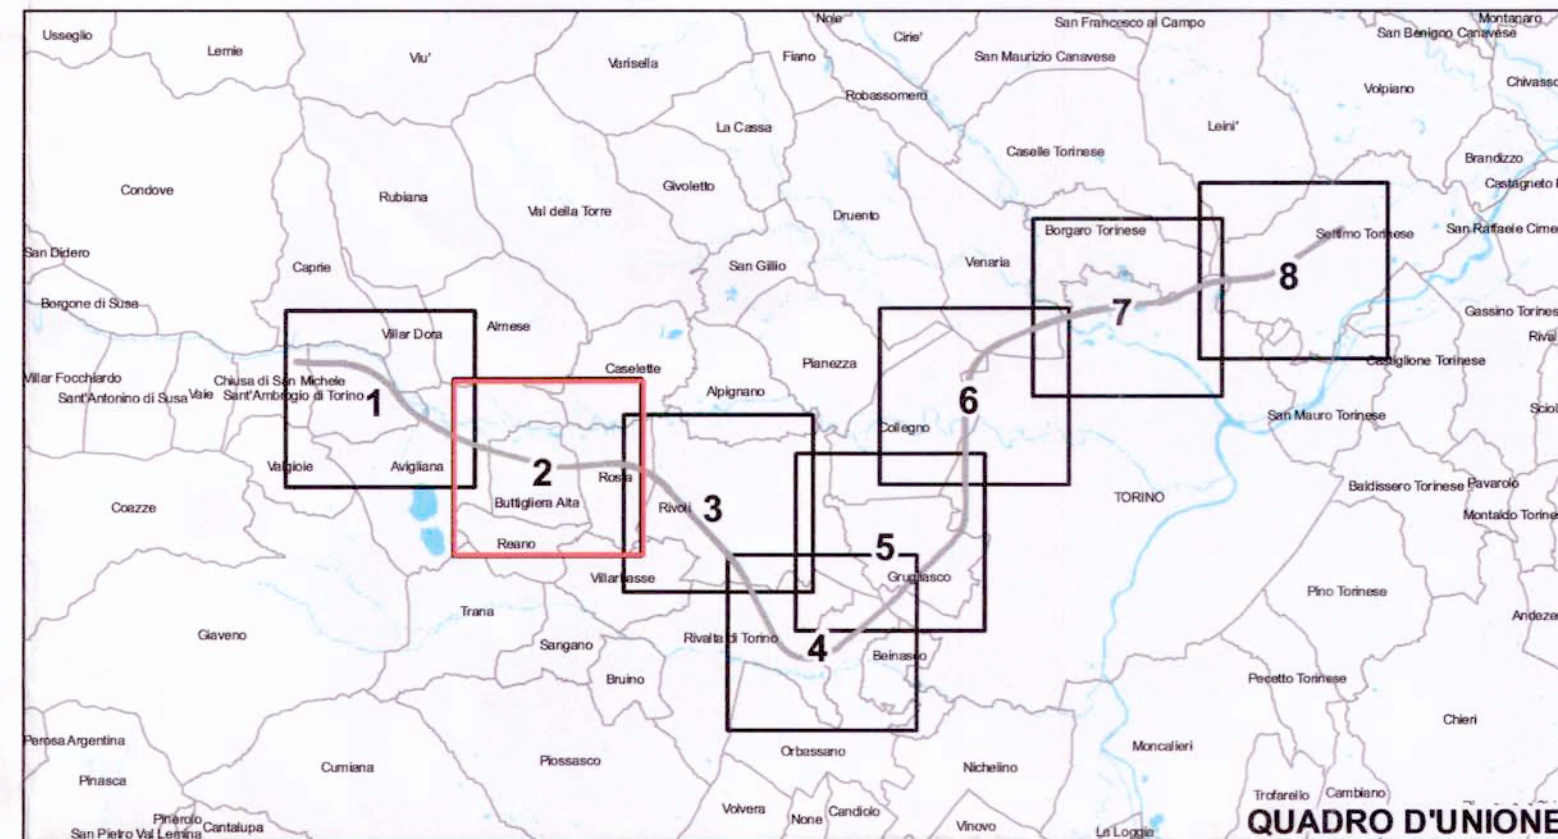 Usseglio
Lemie
Viu'
Varisella
Fiano
Nole
Cirie'
San Francesco al Campo
San Maurizio Canavese
Montanaro
San Benigno Canavese
Volpiano
Chivasso
Robassomero
La Cassa
Leini'
Caselle Torinese
Brandizzo
Castagneto
Condove
Rubiana
Givoletto
Val della Torre
Druento
San Didero
Caprie
San Gillio
Venaria
Borgaro Torinese
Settimo Torinese
San Raffaele Cime
Borgone di Susa
Villar Dora
Almese
Gassino Torines
Rival
8
7
Caselette
Pianezza
Castiglione Torinese
Villar Focchiardo
Chiusa di San Michele
Sant'Antonino di Susa
Vaie
Sant'Ambrogio di Torino
1
Alpignano
6
San Mauro Torinese
Sciol
Collegno
Valgioie
Avigliana
2
Rosta
Buttigliera Alta
Rivoli
3
TORINO
Baldissero Torinese
Pavarolo
Montaldo Torine
Coazze
Reano
5
Villarbasse
Grugliasco
Pino Torinese
Andeze
Trana
Giaveno
Sangano
Rivalta di Torino
4
Beinasco
Bruino
Pecetto Torinese
Chieri
Perosa Argentina
Pinasca
Cumiana
Piossasco
Orbassano
Nichelino
Moncalieri
Trofarello
Cambiano
Volvera
None
Candiolo
Vinovo
La Loggia
Pinerolo
San Pietro Val Lemina
Cantalupa
QUADRO D'UNIONE